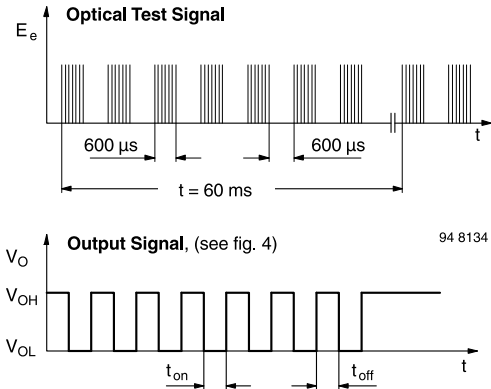 Optical Test Signal
Ee
t
600 µs
600 µs
t = 60 ms
94 8134
Output Signal, (see fig. 4)
VO
VOH
VOL
ton
toff
t